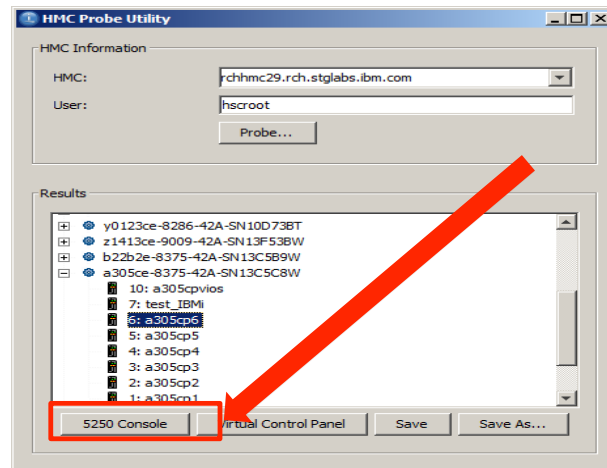 HMC Probe Utility
HMC Information
HMC: rchhmc29.rch.stglabs.ibm.com
User: hscroot
Probe...
Results
y0123ce-8286-42A-SN10D73BT
z1413ce-9009-42A-SN13F53BW
b22b2e-8375-42A-SN13C5B9W
a305ce-8375-42A-SN13C5C8W
10: a305cpvios
7: test_IBMi
6: a305cp6
5: a305cp5
4: a305cp4
3: a305cp3
2: a305cp2
1: a305cp1
5250 Console Virtual Control Panel Save Save As...